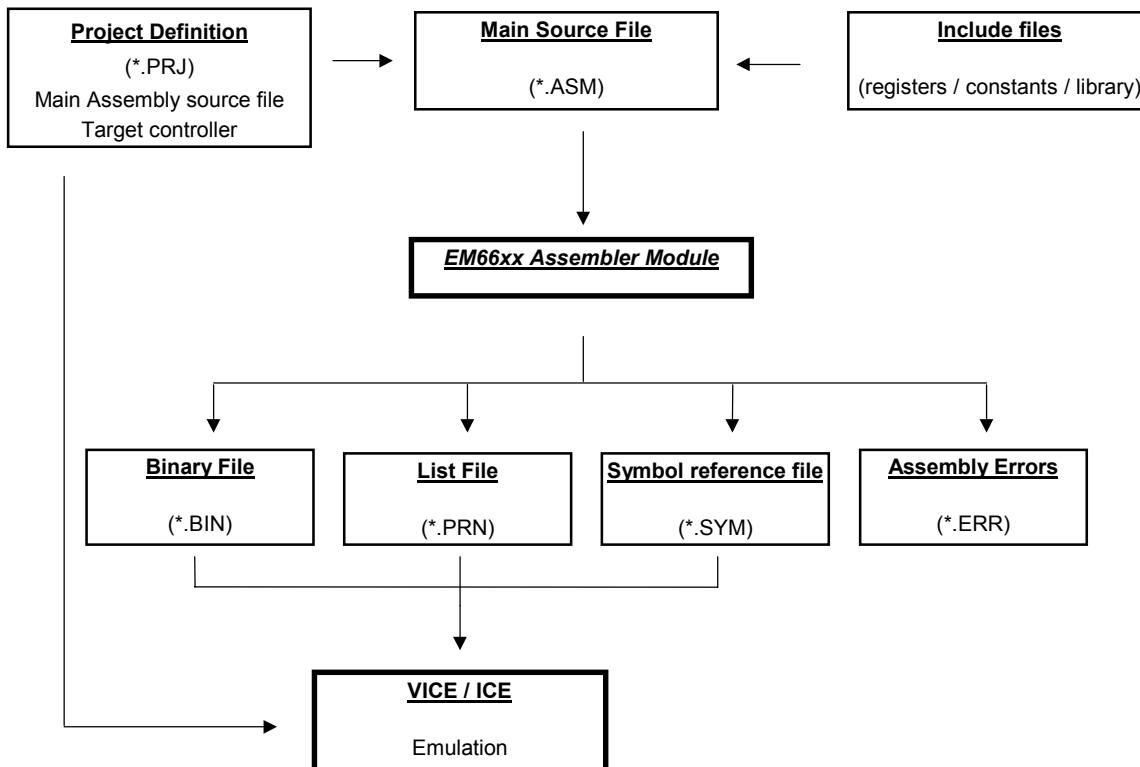 Project Definition
(*.PRJ)
Main Assembly source file
Target controller
Main Source File
(*.ASM)
Include files
(registers / constants / library)
EM66xx Assembler Module
Binary File
(*.BIN)
List File
(*.PRN)
Symbol reference file
(*.SYM)
Assembly Errors
(*.ERR)
VICE / ICE
Emulation